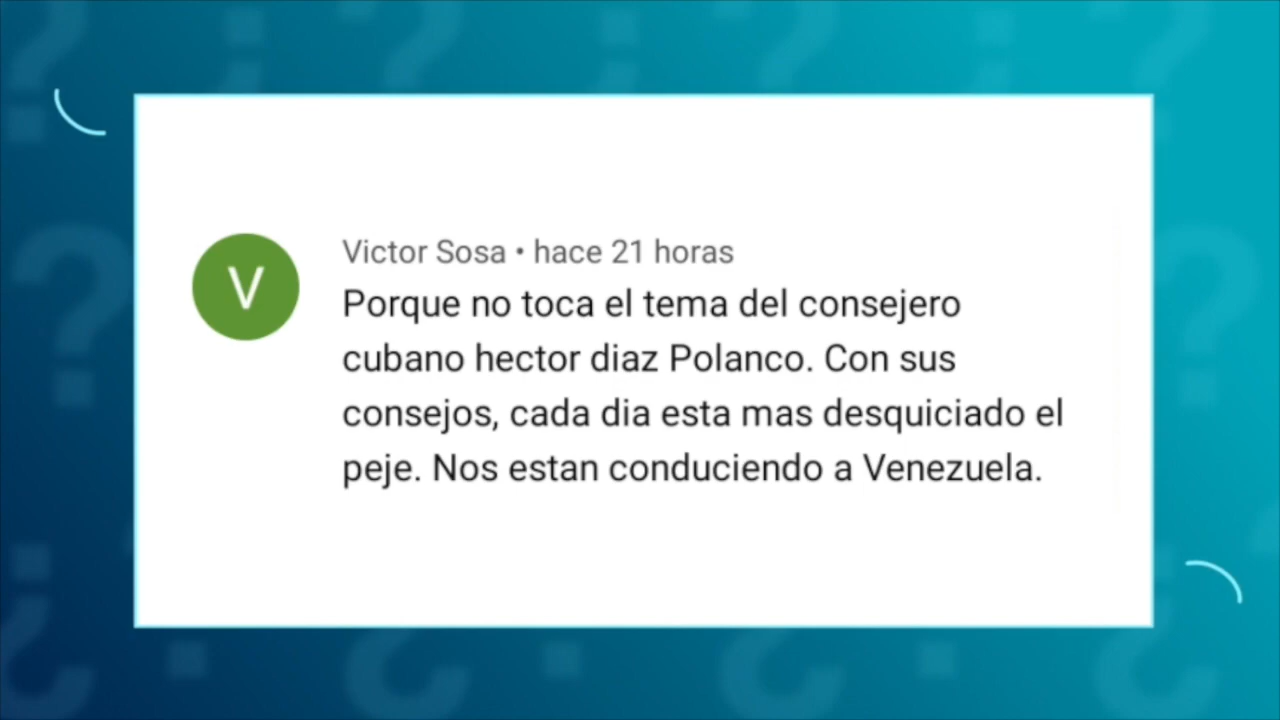 V
Victor Sosa • hace 21 horas
Porque no toca el tema del consejero
cubano hector diaz Polanco. Con sus
consejos, cada dia esta mas desquiciado el
peje. Nos estan conduciendo a Venezuela.